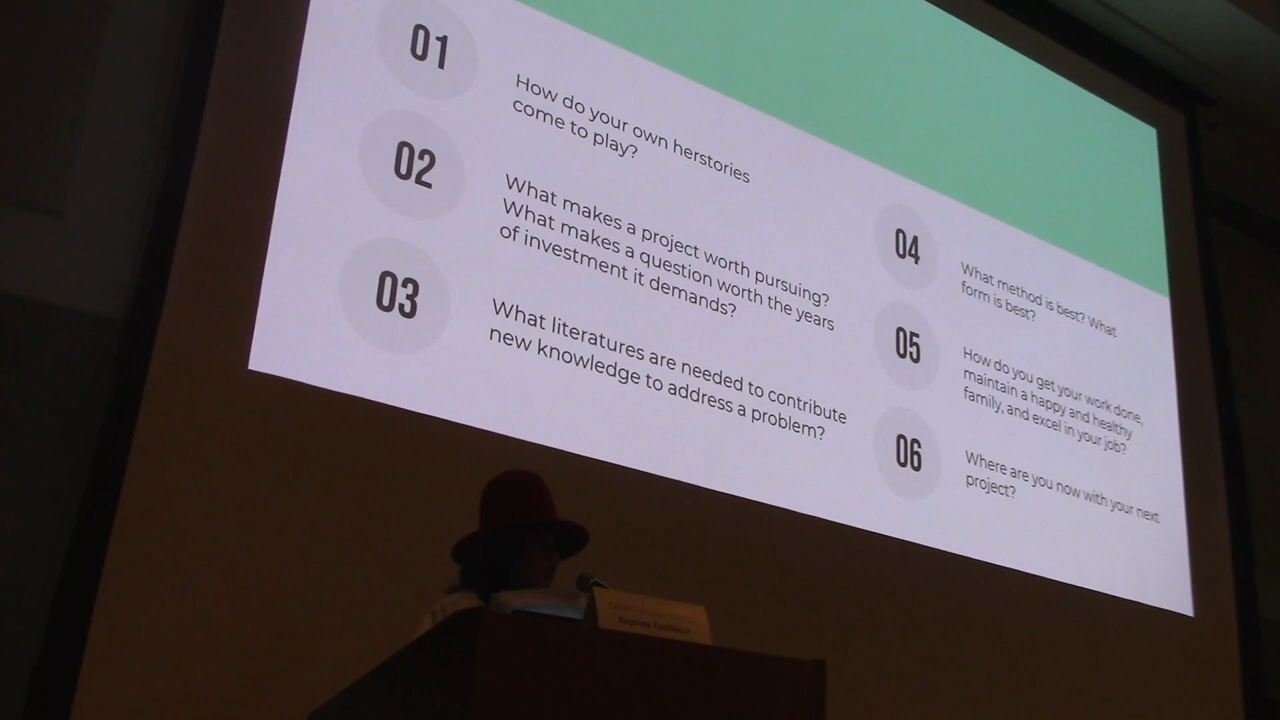 01
How do your own herstories
come to play?
02
What makes a project worth pursuing?
What makes a question worth the years
of investment it demands?
03
What literatures are needed to contribute
new knowledge to address a problem?
04
What method is best? What
form is best?
05
How do you get your work done,
maintain a happy and healthy
family, and excel in your job?
06
Where are you now with your next
project?